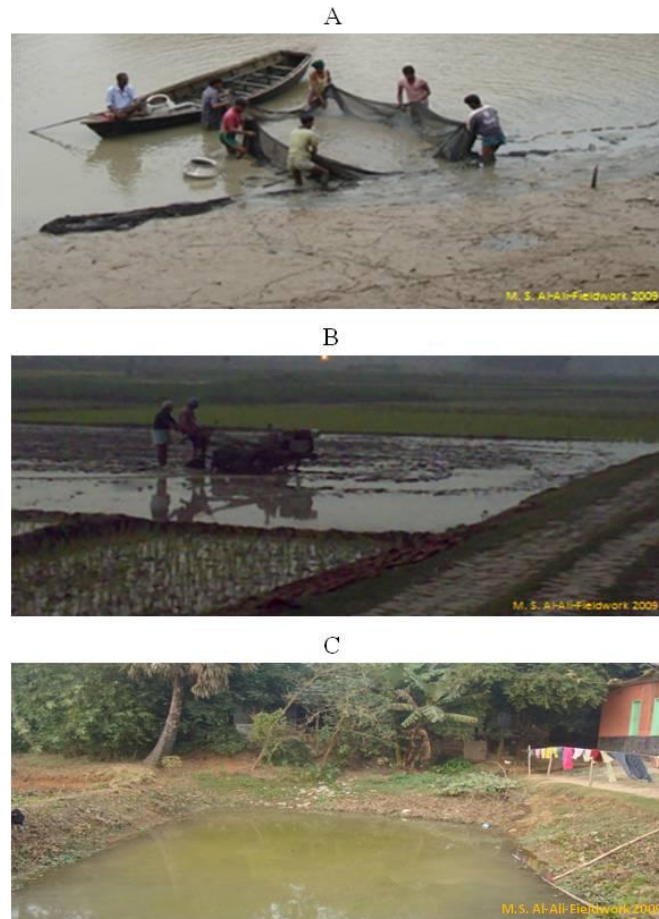 A
M. S. Al-Ali-Fieldwork 2009
B
M. S. Al-Ali-Fieldwork 2009
C
M.S. Al-Ali-Fieldwork 2009